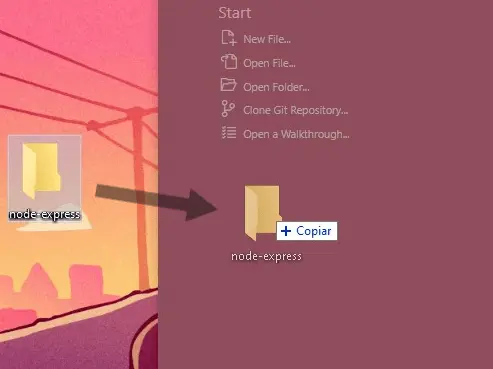 Start
New File...
Open File...
Open Folder...
Clone Git Repository...
Open a Walkthrough...
node-express
+ Copiar
node-express